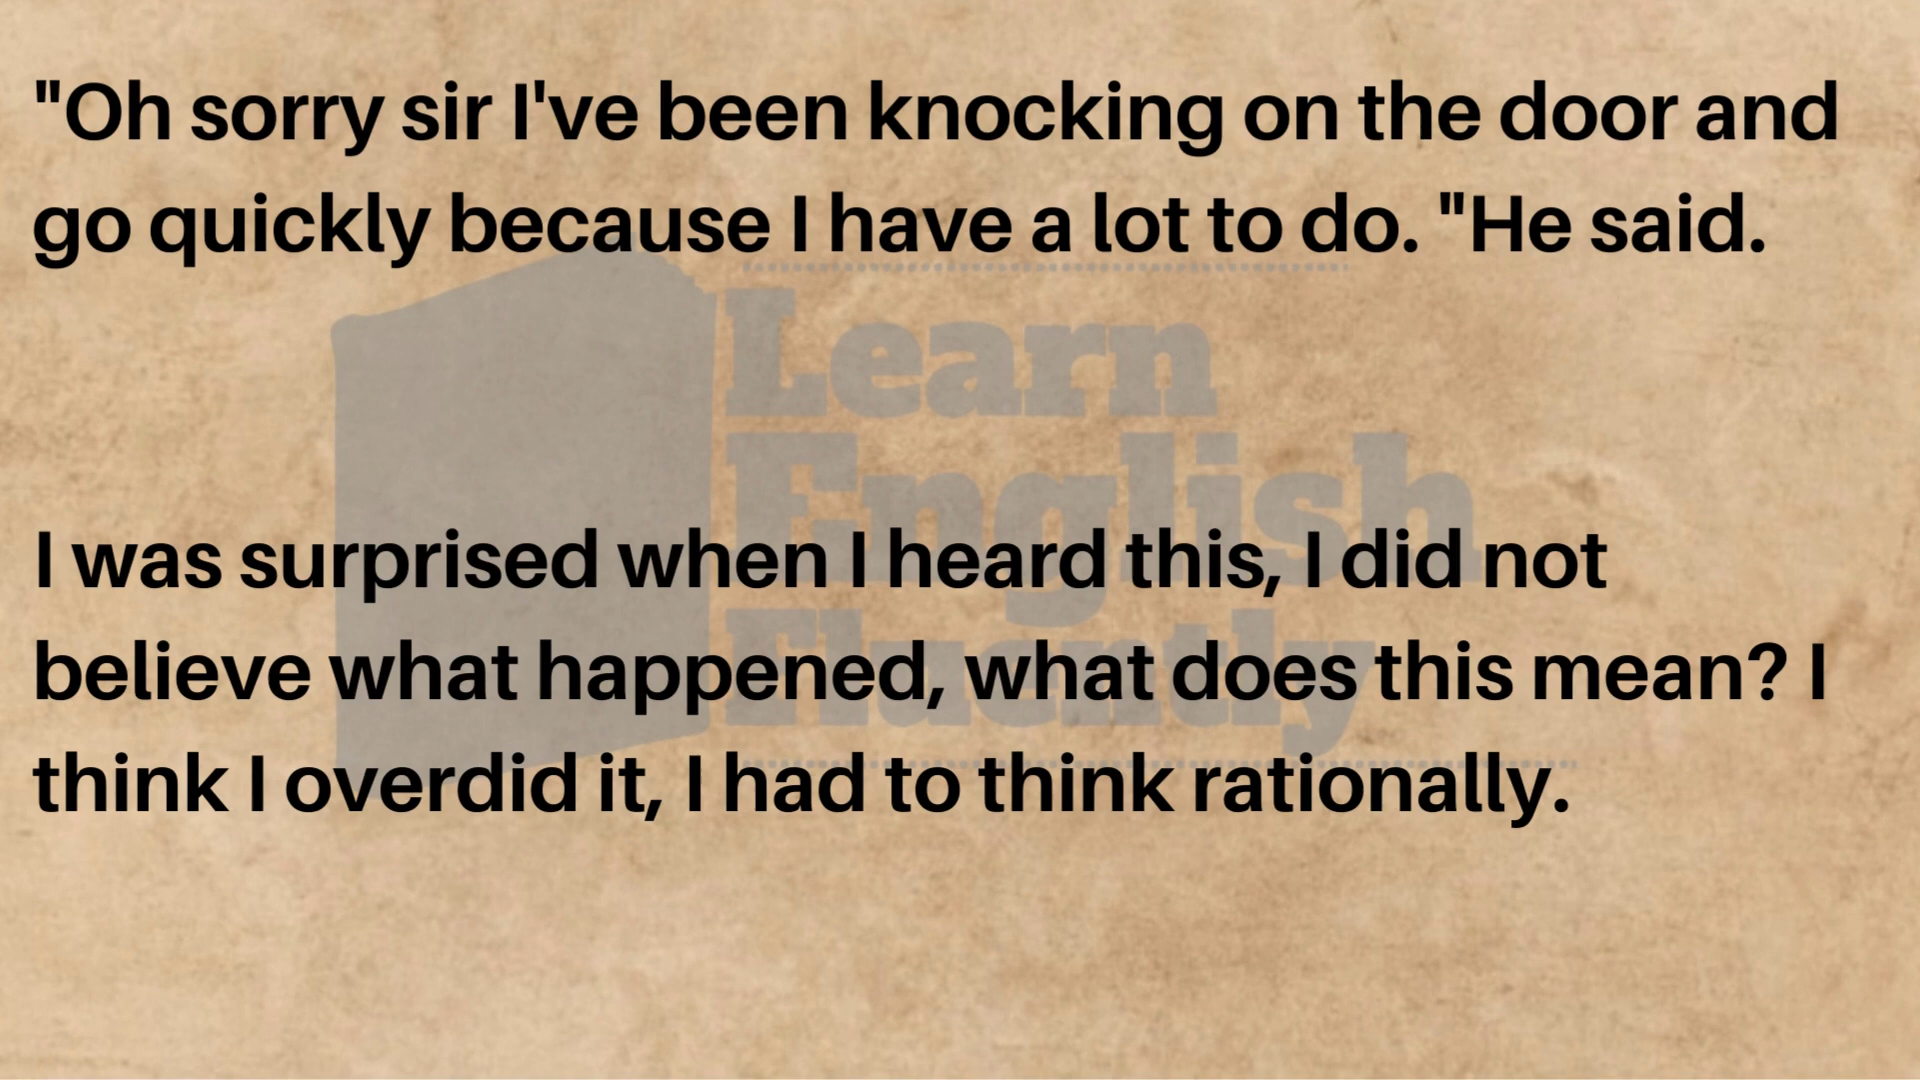 "Oh sorry sir I've been knocking on the door and
go quickly because I have a lot to do. "He said.
Learn
English
Fluently
I was surprised when I heard this, I did not
believe what happened, what does this mean? I
think I overdid it, I had to think rationally.